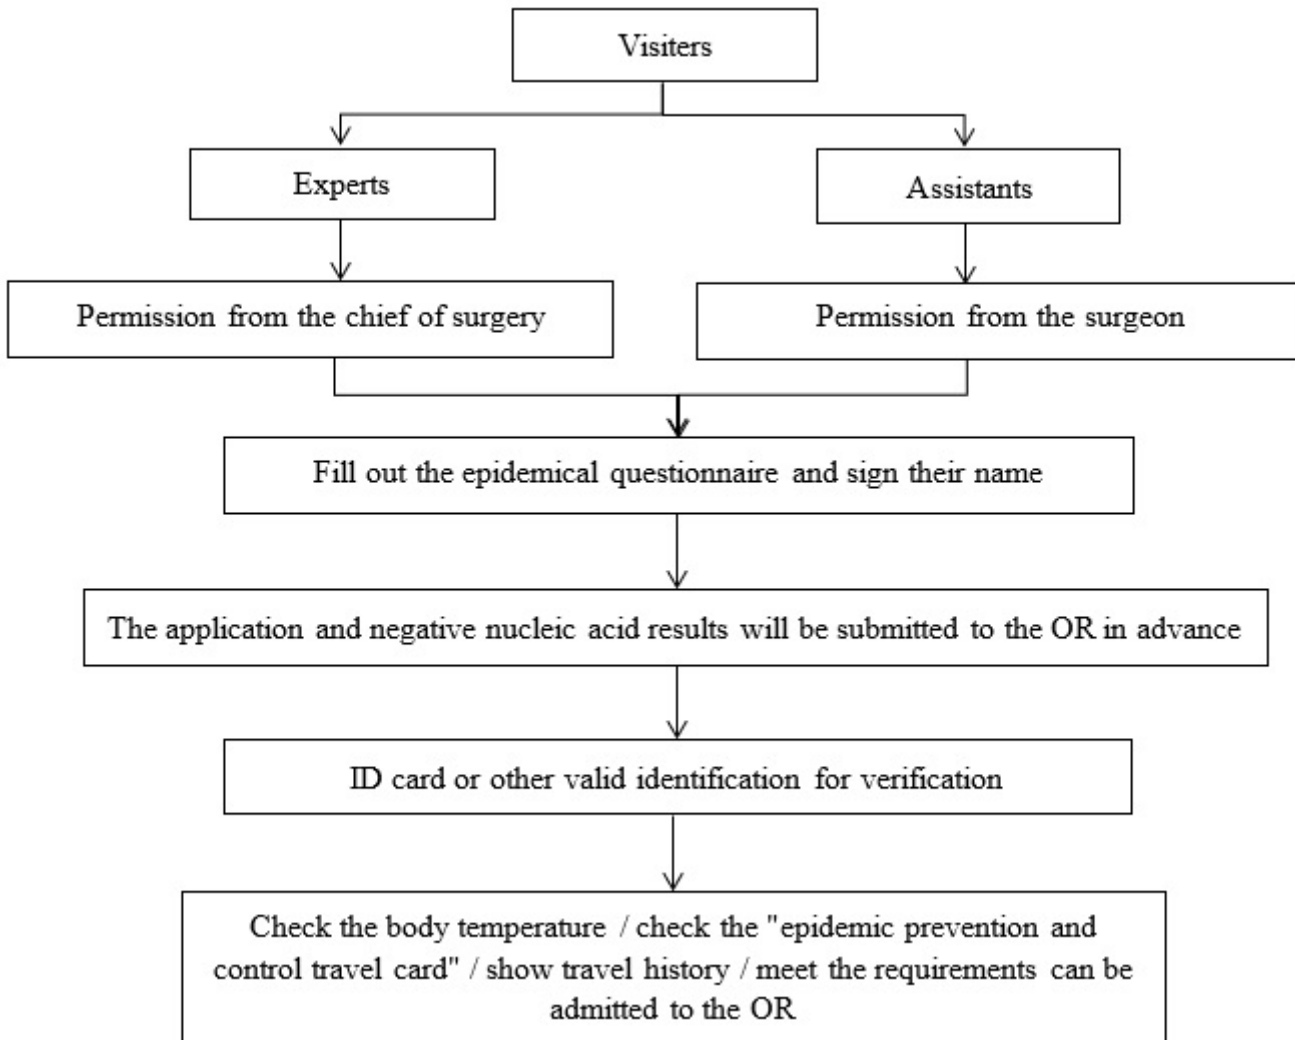 Visiters
Experts
Assistants
Permission from the chief of surgery
Permission from the surgeon
Fill out the epidemical questionnaire and sign their name
The application and negative nucleic acid results will be submitted to the OR in advance
ID card or other valid identification for verification
Check the body temperature / check the "epidemic prevention and
control travel card" / show travel history / meet the requirements can be
admitted to the OR